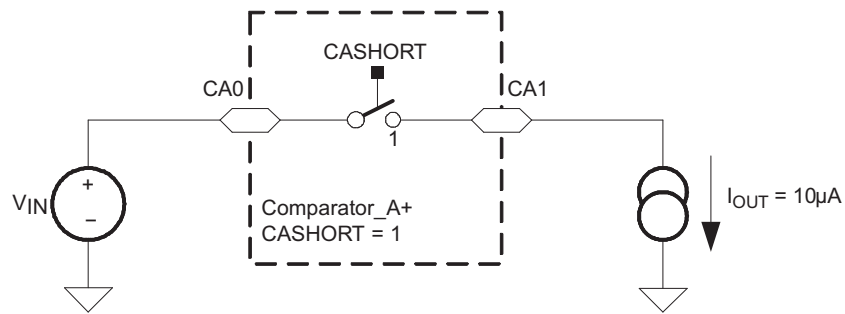 CASHORT
CA0
CA1
1
VIN
+
−
Comparator_A+
CASHORT = 1
IOUT = 10µA